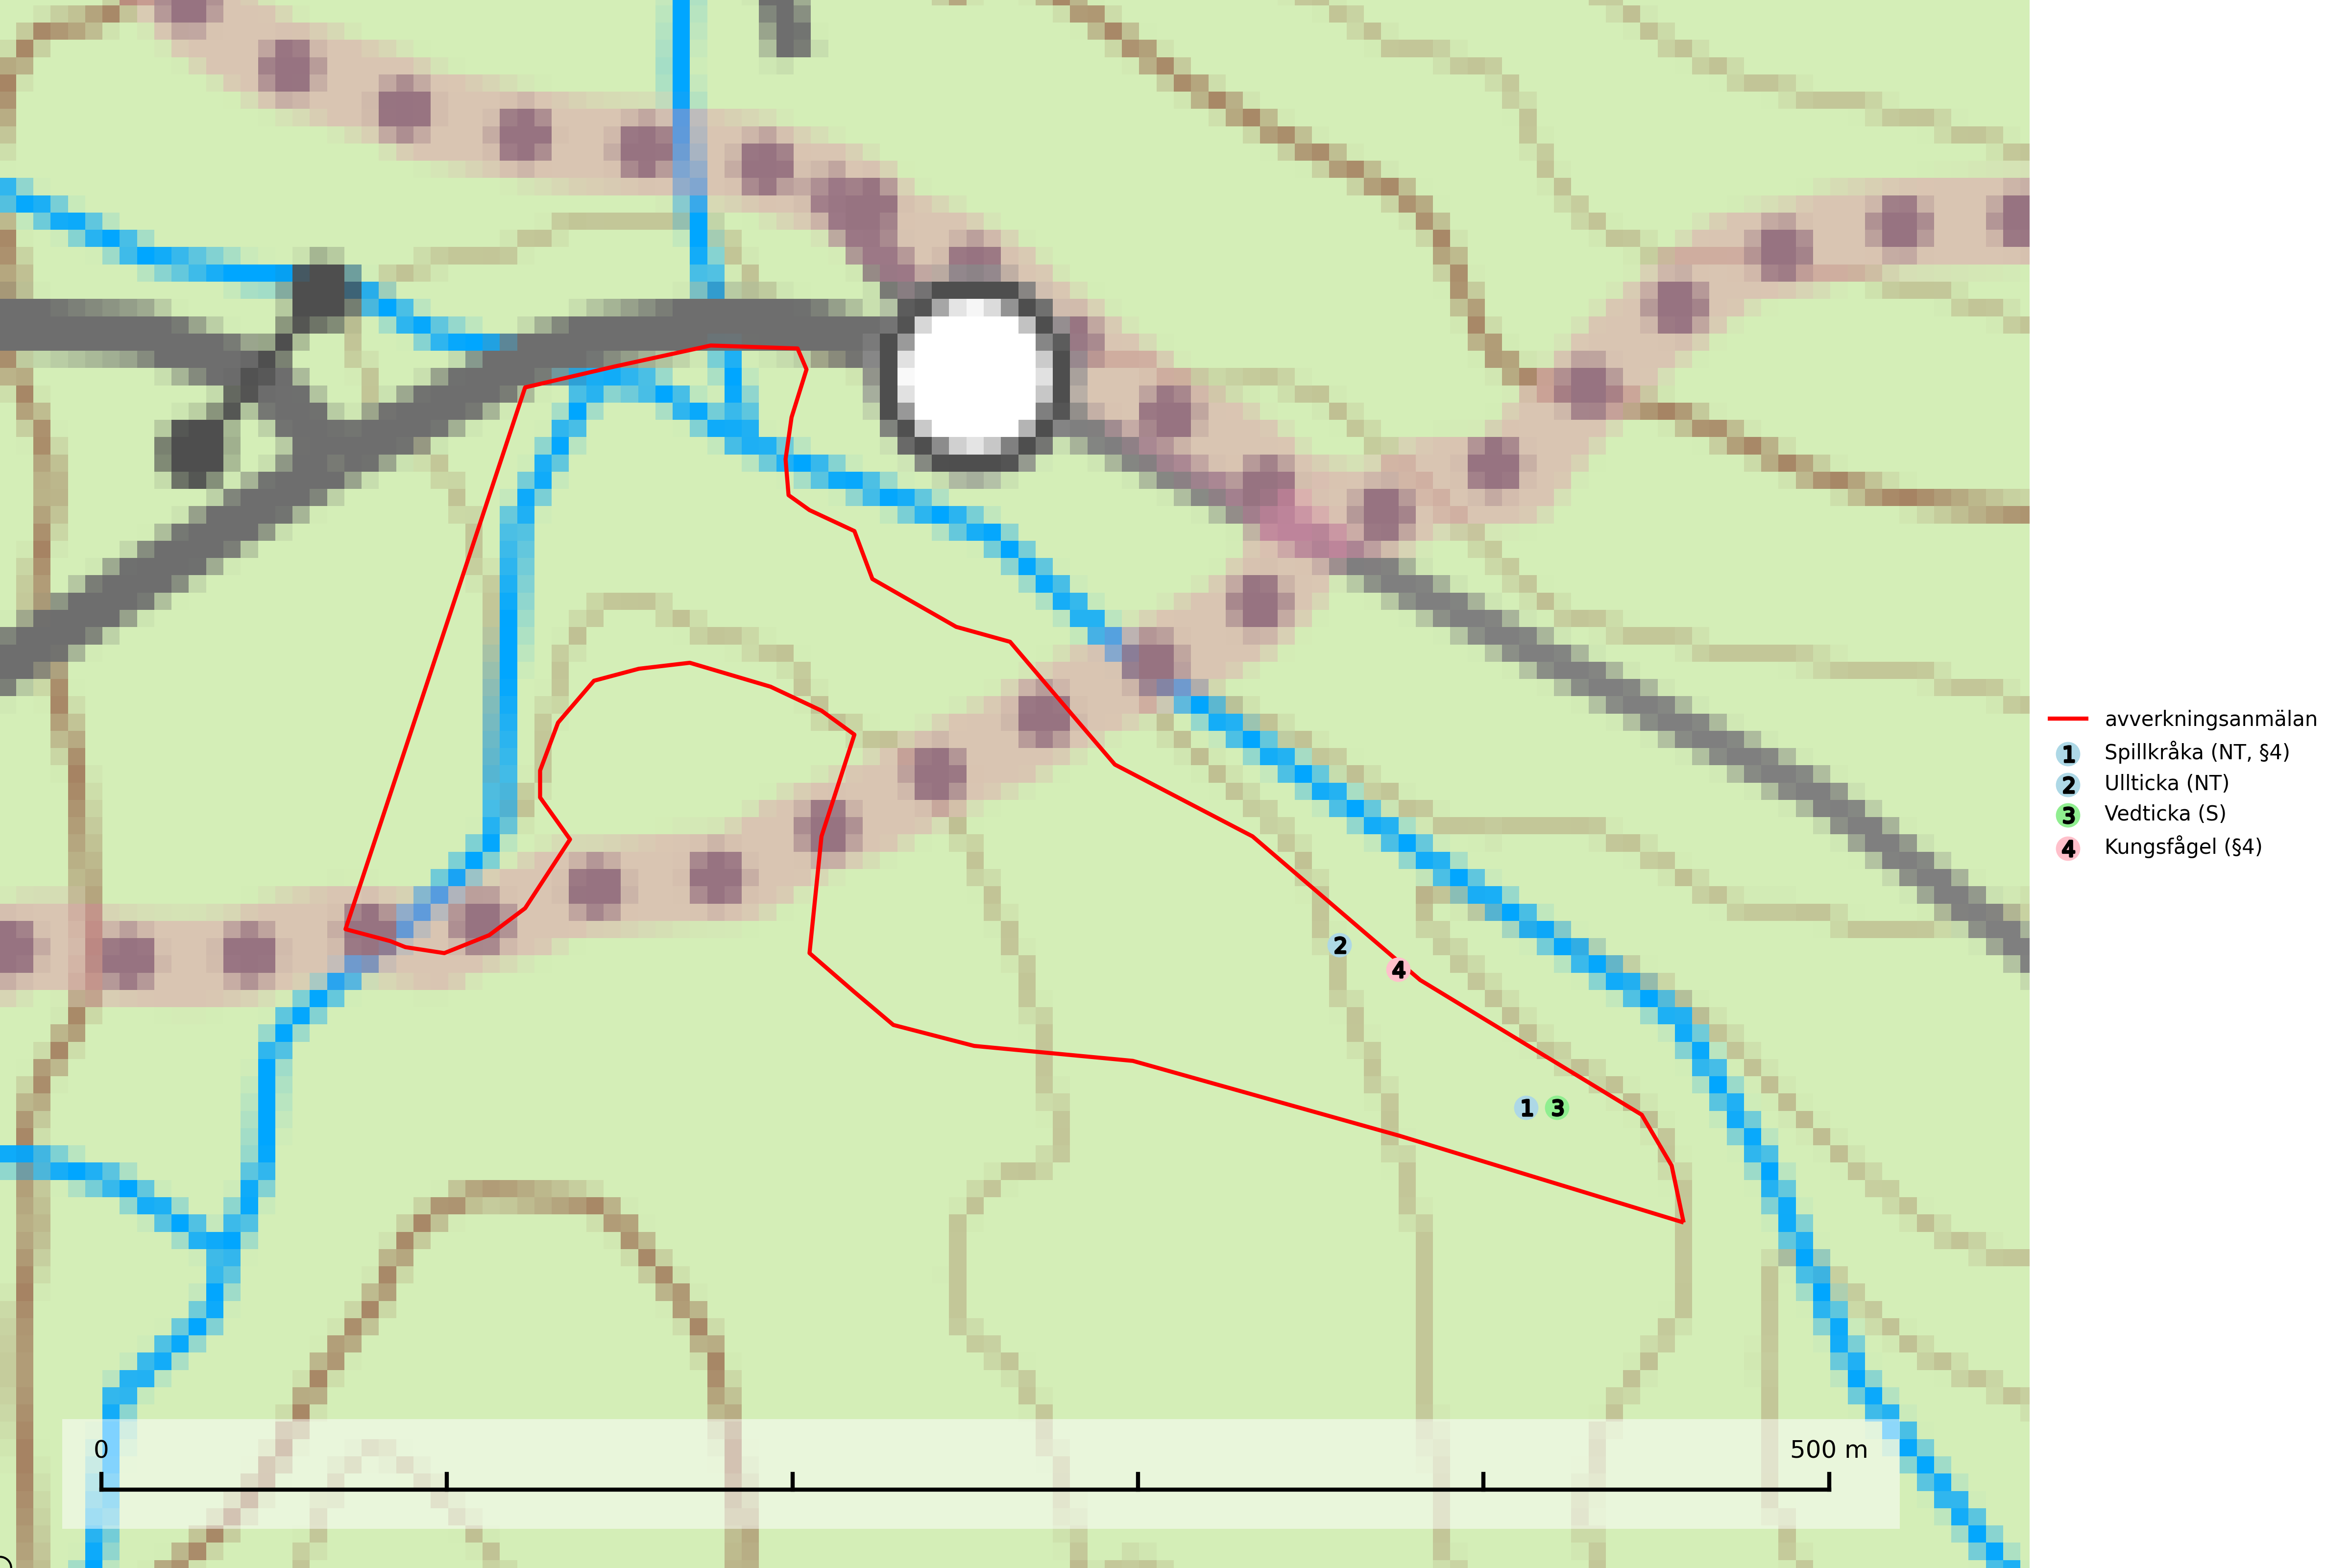 avverkningsanmälan
1 Spillkråka (NT, §4)
2 Ullticka (NT)
3 Vedticka (S)
4 Kungsfågel (§4)
2
4
1 3
0 500 m